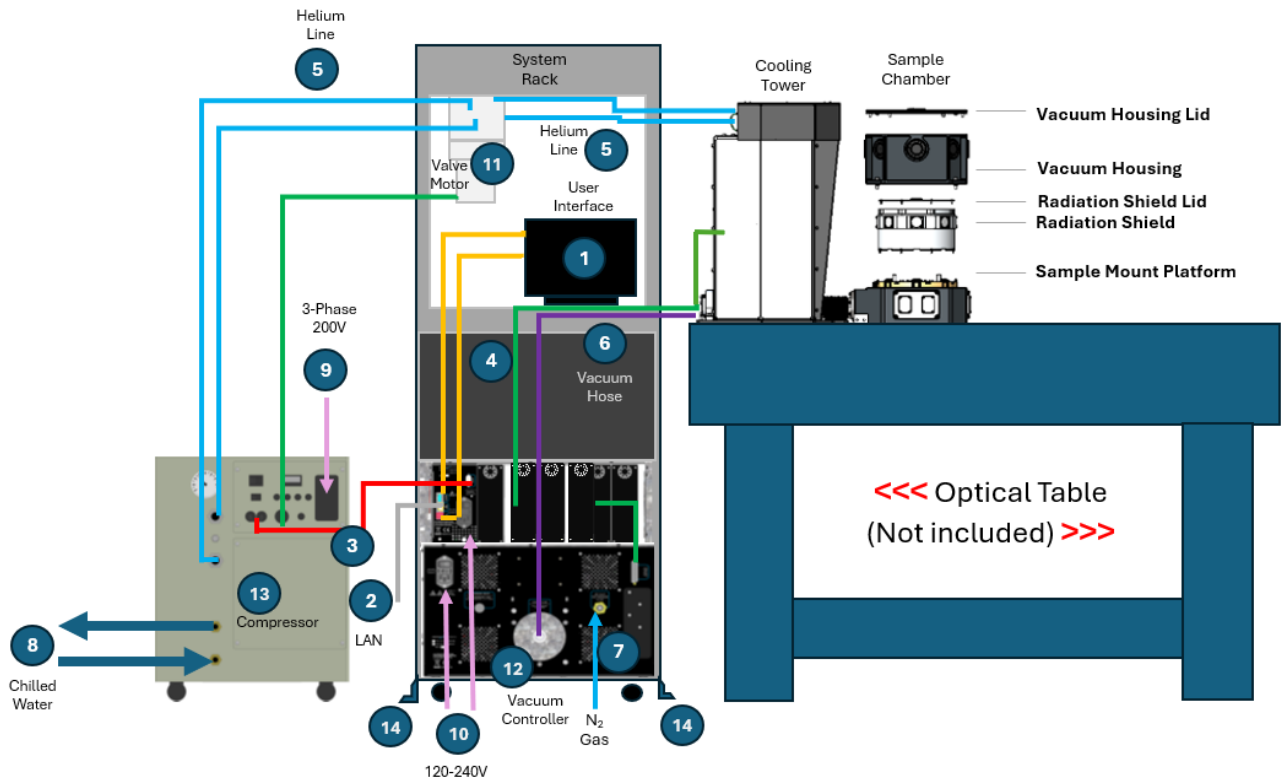 Helium
Line
5
System
Rack
Cooling
Tower
Sample
Chamber
Vacuum Housing Lid
Helium
Line
5
Valve
Motor
11
Vacuum Housing
User
Interface
Radiation Shield Lid
Radiation Shield
1
Sample Mount Platform
3-Phase
200V
9
4
6
Vacuum
Hose
<<< Optical Table
(Not included) >>>
3
13
Compressor
2
LAN
8
Chilled
Water
7
12
Vacuum
Controller
N2
Gas
14
10
14
120-240V